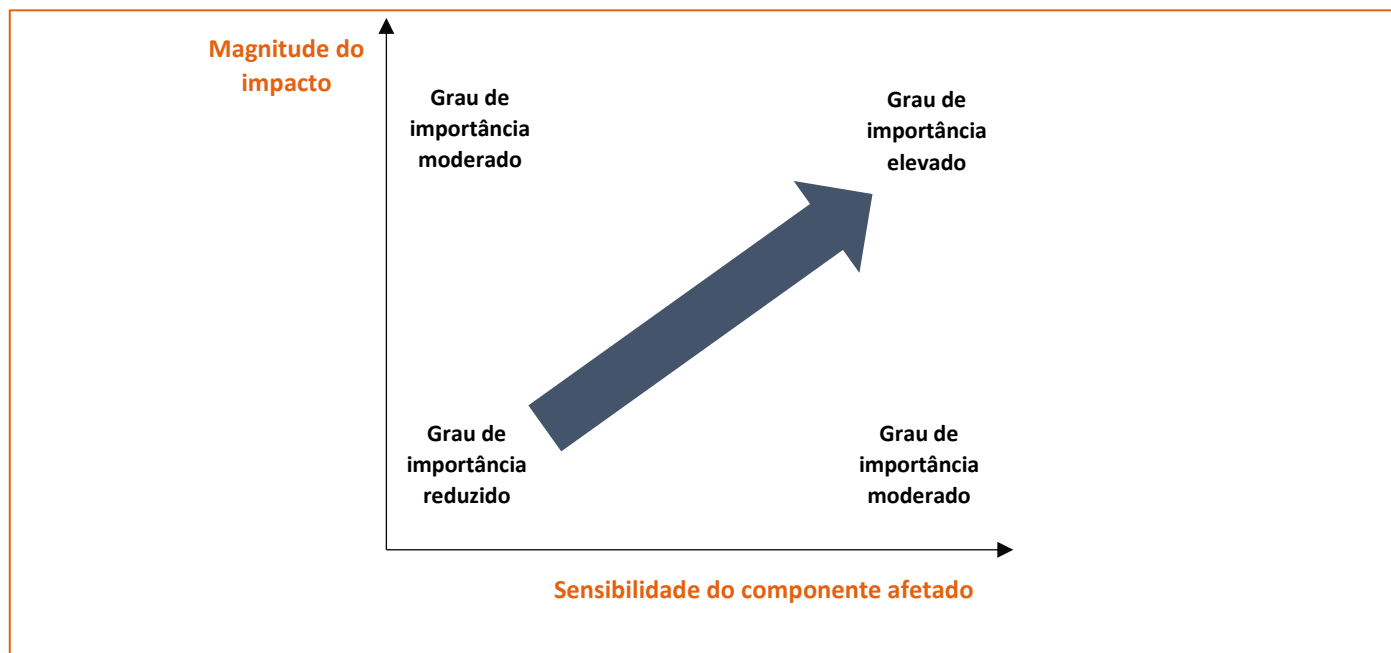 Magnitude do
impacto
Grau de
importância
moderado
Grau de
importância
elevado
Grau de
importância
reduzido
Grau de
importância
moderado
Sensibilidade do componente afetado